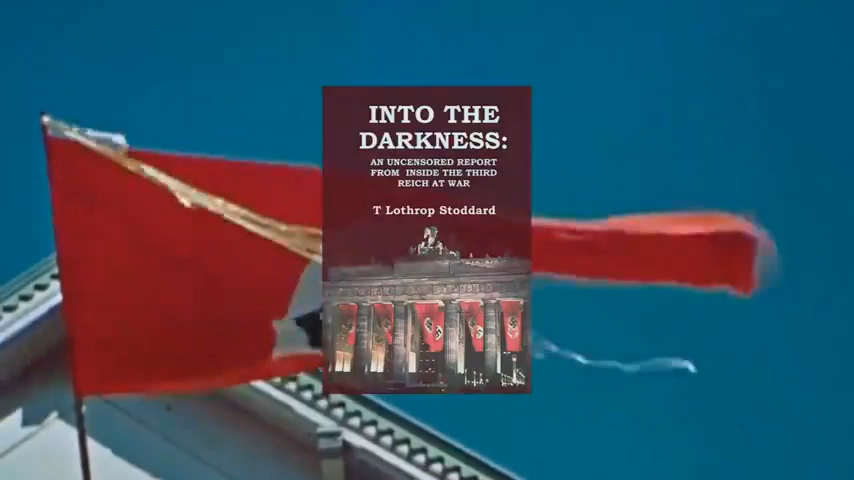 INTO THE
DARKNESS:
AN UNCENSORED REPORT
FROM INSIDE THE THIRD
REICH AT WAR
T Lothrop Stoddard